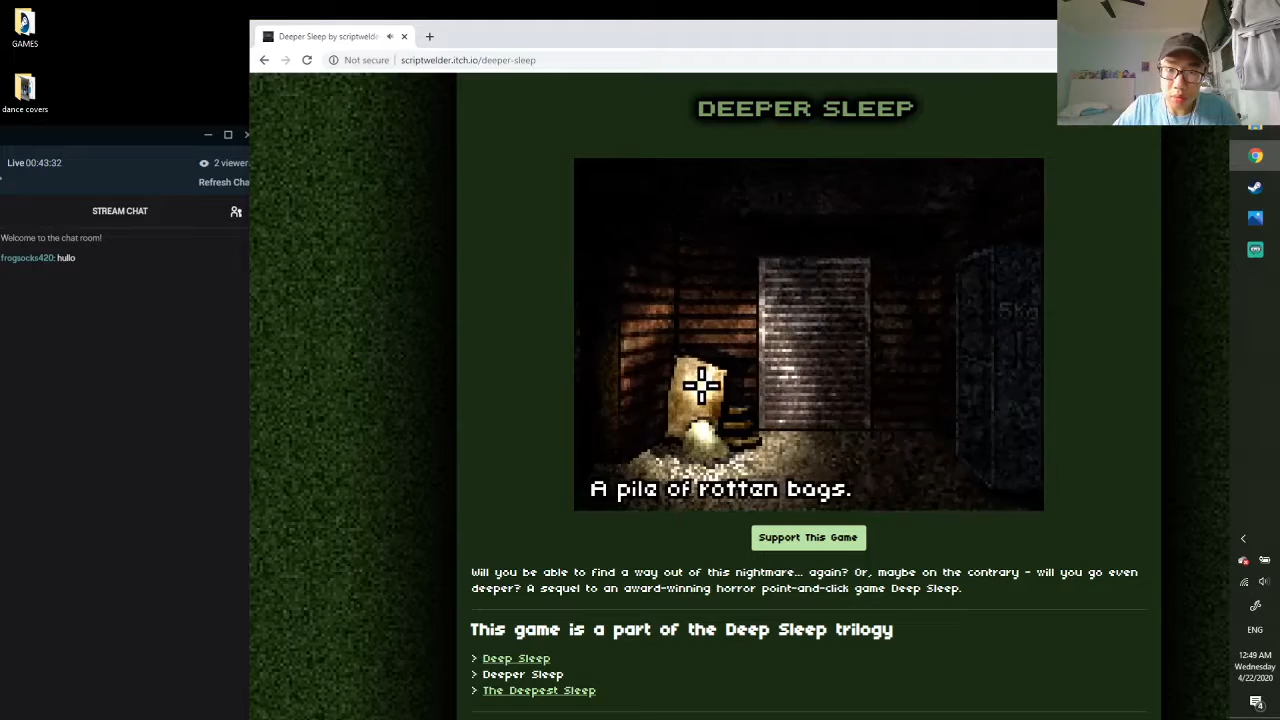 GAMES
dance covers
Live 00:43:32
2 viewer
Refresh Cha
STREAM CHAT
Welcome to the chat room!
frogsocks420: hullo
Deeper Sleep by scriptwelde
Not secure
scriptwelder.itch.io/deeper-sleep
DEEPER SLEEP
5Kg
A pile of rotten bags.
Support This Game
Will you be able to find a way out of this nightmare... again? Or, maybe on the contrary - will you go even
deeper? A sequel to an award-winning horror point-and-click game Deep Sleep.
This game is a part of the Deep Sleep trilogy
> Deep Sleep
> Deeper Sleep
> The Deepest Sleep
ENG
12:49 AM
Wednesday
4/22/2020
4